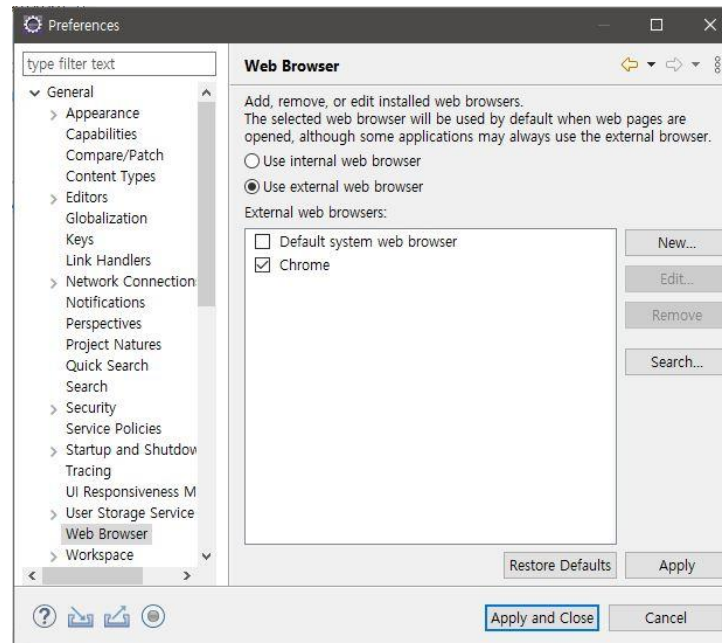 Preferences
type filter text
General
Appearance
Capabilities
Compare/Patch
Content Types
Editors
Globalization
Keys
Link Handlers
Network Connection
Notifications
Perspectives
Project Natures
Quick Search
Search
Security
Service Policies
Startup and Shutdow
Tracing
UI Responsiveness M
User Storage Service
Web Browser
Workspace
Web Browser
Add, remove, or edit installed web browsers.
The selected web browser will be used by default when web pages are
opened, although some applications may always use the external browser.
Use internal web browser
Use external web browser
External web browsers:
Default system web browser
Chrome
New...
Edit...
Remove
Search...
Restore Defaults
Apply
Apply and Close
Cancel